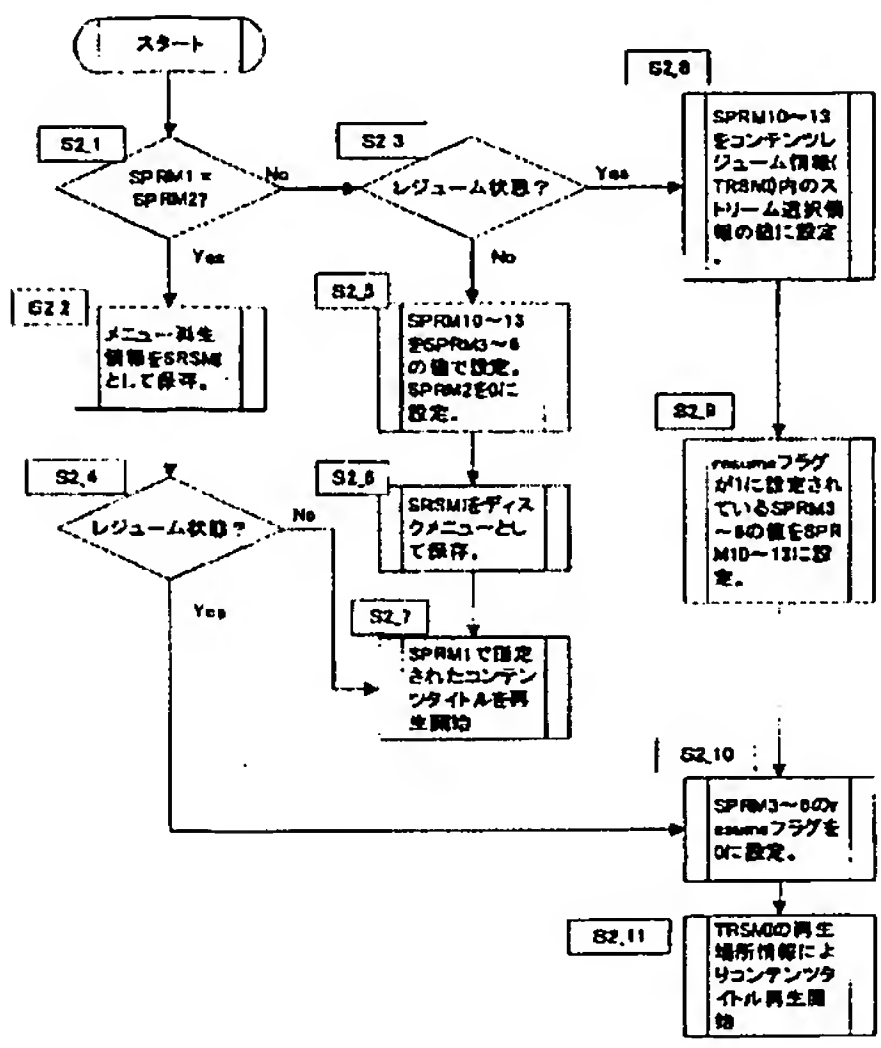 スタート
S2_1
SPRM1 =
SPRM2?
No
Yes
S2_2
メニュー再生
情報をSRSMI
として保存。
S2_3
レジューム状態?
Yes
No
S2_4
レジューム状態?
No
Yes
S2_5
SPRM10~13
をSPRM3~6
の値で設定。
SPRM2を0に
設定。
S2_6
SRSMIをディス
クメニューとし
て保存。
S2_7
SPRM1で指定
されたコンテン
ツタイトルを再
生開始
S2_8
SPRM10~13
をコンテンツレ
ジューム情報(
TRSMI)内のス
トリーム選択情
報の値に設定
。
S2_9
resumeフラグ
が1に設定され
ているSPRM3
~6の値をSPR
M10~13に設
定。
S2_10
SPRM3~6のr
esumeフラグを
0に設定。
S2_11
TRSMIの再生
場所情報によ
りコンテンツタ
イトル再生開
始